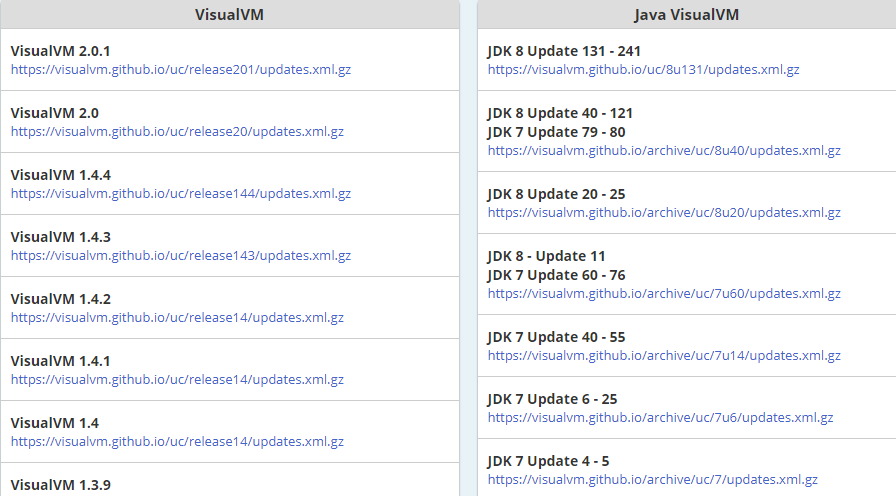 VisualVM
VisualVM 2.0.1
https://visualvm.github.io/uc/release201/updates.xml.gz
VisualVM 2.0
https://visualvm.github.io/uc/release20/updates.xml.gz
VisualVM 1.4.4
https://visualvm.github.io/uc/release144/updates.xml.gz
VisualVM 1.4.3
https://visualvm.github.io/uc/release143/updates.xml.gz
VisualVM 1.4.2
https://visualvm.github.io/uc/release14/updates.xml.gz
VisualVM 1.4.1
https://visualvm.github.io/uc/release14/updates.xml.gz
VisualVM 1.4
https://visualvm.github.io/uc/release14/updates.xml.gz
VisualVM 1.3.9
Java VisualVM
JDK 8 Update 131 - 241
https://visualvm.github.io/uc/8u131/updates.xml.gz
JDK 8 Update 40 - 121
JDK 7 Update 79 - 80
https://visualvm.github.io/archive/uc/8u40/updates.xml.gz
JDK 8 Update 20 - 25
https://visualvm.github.io/archive/uc/8u20/updates.xml.gz
JDK 8 - Update 11
JDK 7 Update 60 - 76
https://visualvm.github.io/archive/uc/7u60/updates.xml.gz
JDK 7 Update 40 - 55
https://visualvm.github.io/archive/uc/7u14/updates.xml.gz
JDK 7 Update 6 - 25
https://visualvm.github.io/archive/uc/7u6/updates.xml.gz
JDK 7 Update 4 - 5
https://visualvm.github.io/archive/uc/7/updates.xml.gz